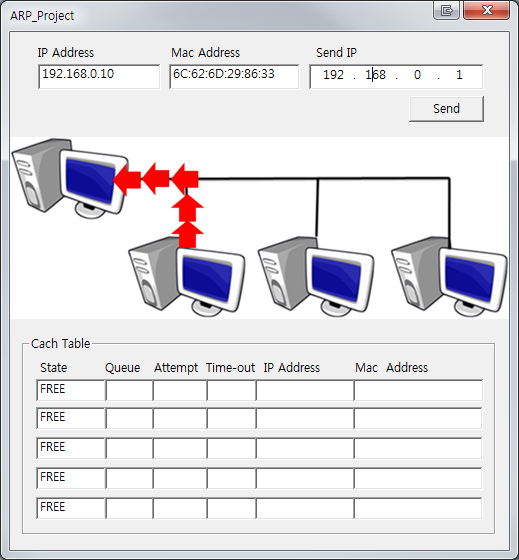 ARP_Project
IP Address Mac Address Send IP
192.168.0.10 6C:62:6D:29:86:33 192 . 168 . 0 . 1
Send
Cach Table
State Queue Attempt Time-out IP Address Mac Address
FREE
FREE
FREE
FREE
FREE